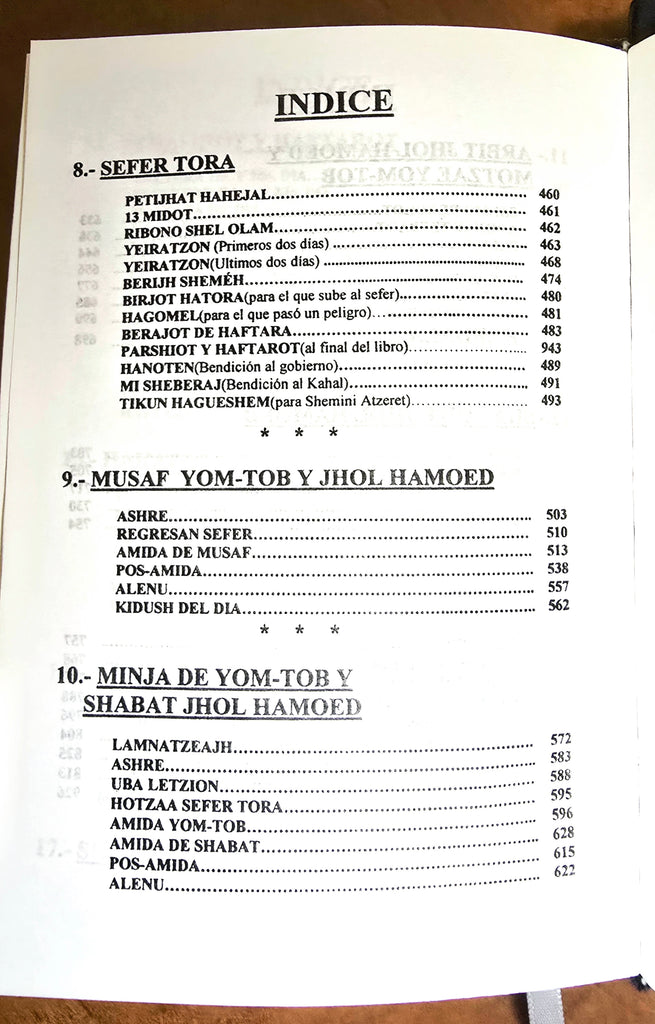 INDICE
8.- SEFER TORA
PETIJHAT HAHEJAL........ 460
13 MIDOT........ 461
RIBONO SHEL OLAM........ 462
YEIRATZON (Primeros dos días) ........ 463
YEIRATZON(Ultimos dos días) ........ 468
BERIJH SHEMÉH........ 474
BIRJOT HATORA(para el que sube al sefer)........ 480
HAGOMEL(para el que pasó un peligro)........ 481
BERAJOT DE HAFTARA........ 483
PARSHIOT Y HAFTAROT(al final del libro)........ 943
HANOTEN(Bendición al gobierno)........ 489
MI SHEBERAJ(Bendición al Kahal)........ 491
TIKUN HAGUESHEM(para Shemini Atzeret)........ 493
* * *
9.- MUSAF YOM-TOB Y JHOL HAMOED
ASHRE........ 503
REGRESAN SEFER........ 510
AMIDA DE MUSAF........ 513
POS-AMIDA........ 538
ALENU........ 557
KIDUSH DEL DIA........ 562
* * *
10.- MINJA DE YOM-TOB Y
SHABAT JHOL HAMOED
LAMNATZEAJH........ 572
ASHRE........ 583
UBA LETZION........ 588
HOTZAA SEFER TORA........ 595
AMIDA YOM-TOB........ 596
AMIDA DE SHABAT........ 628
POS-AMIDA........ 615
ALENU........ 622